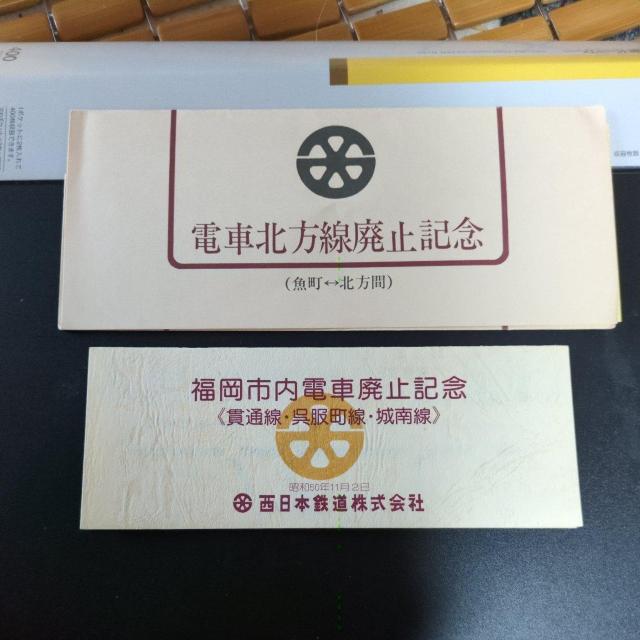 400
電車北方線廃止記念
（魚町↔北方間）
福岡市内電車廃止記念
《貫通線・呉服町線・城南線》
昭和50年11月2日
西日本鉄道株式会社